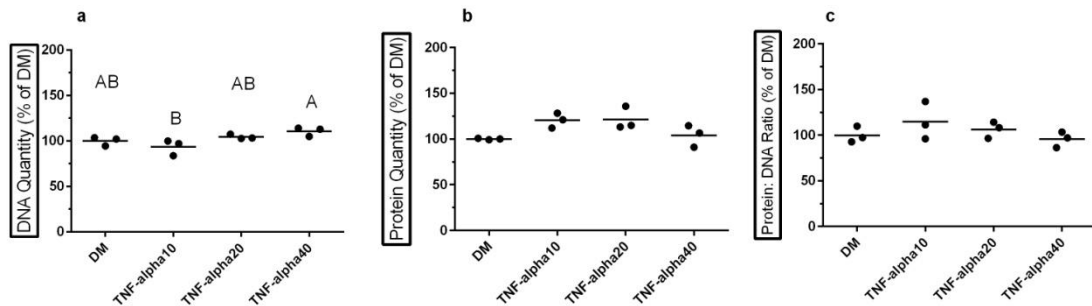 a
DNA Quantity (% of DM)
200
150
100
50
0
AB
B
AB
A
DM
TNF-alpha10
TNF-alpha20
TNF-alpha40
b
Protein Quantity (% of DM)
200
150
100
50
0
DM
TNF-alpha10
TNF-alpha20
TNF-alpha40
c
Protein: DNA Ratio (% of DM)
200
150
100
50
0
DM
TNF-alpha10
TNF-alpha20
TNF-alpha40